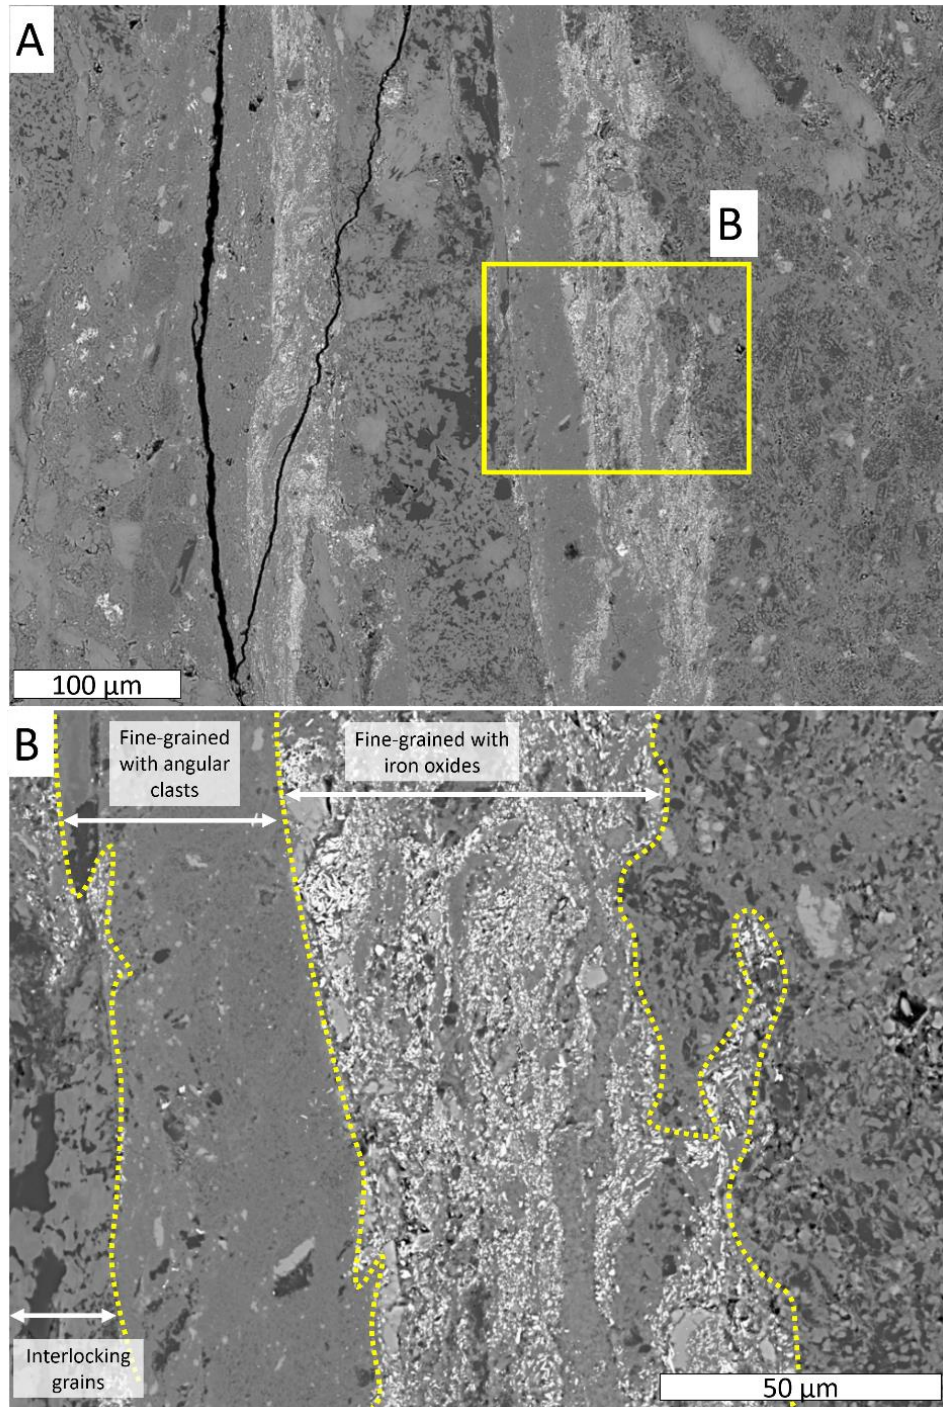 A
B
100 µm
B
Fine-grained
with angular
clasts
Fine-grained with
iron oxides
Interlocking
grains
50 µm